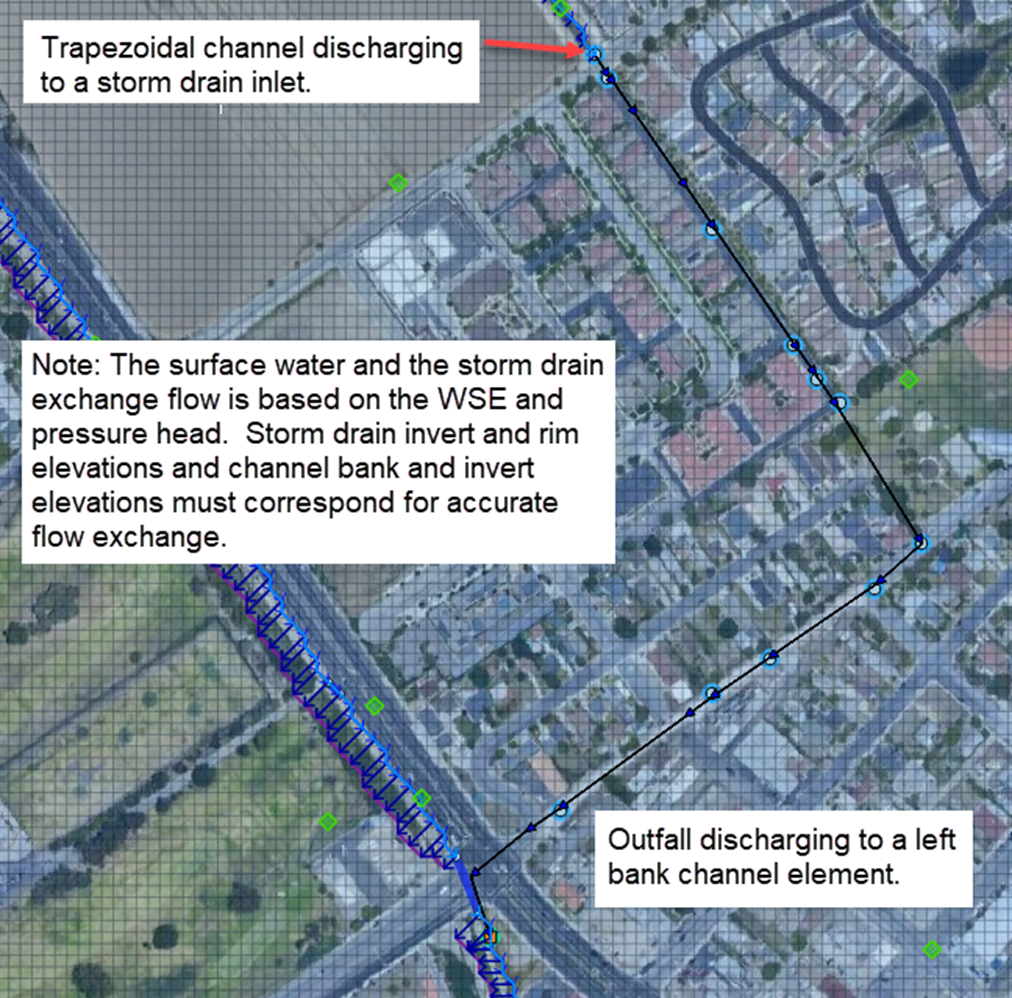 Trapezoidal channel discharging
to a storm drain inlet.
Note: The surface water and the storm drain
exchange flow is based on the WSE and
pressure head.  Storm drain invert and rim
elevations and channel bank and invert
elevations must correspond for accurate
flow exchange.
Outfall discharging to a left
bank channel element.